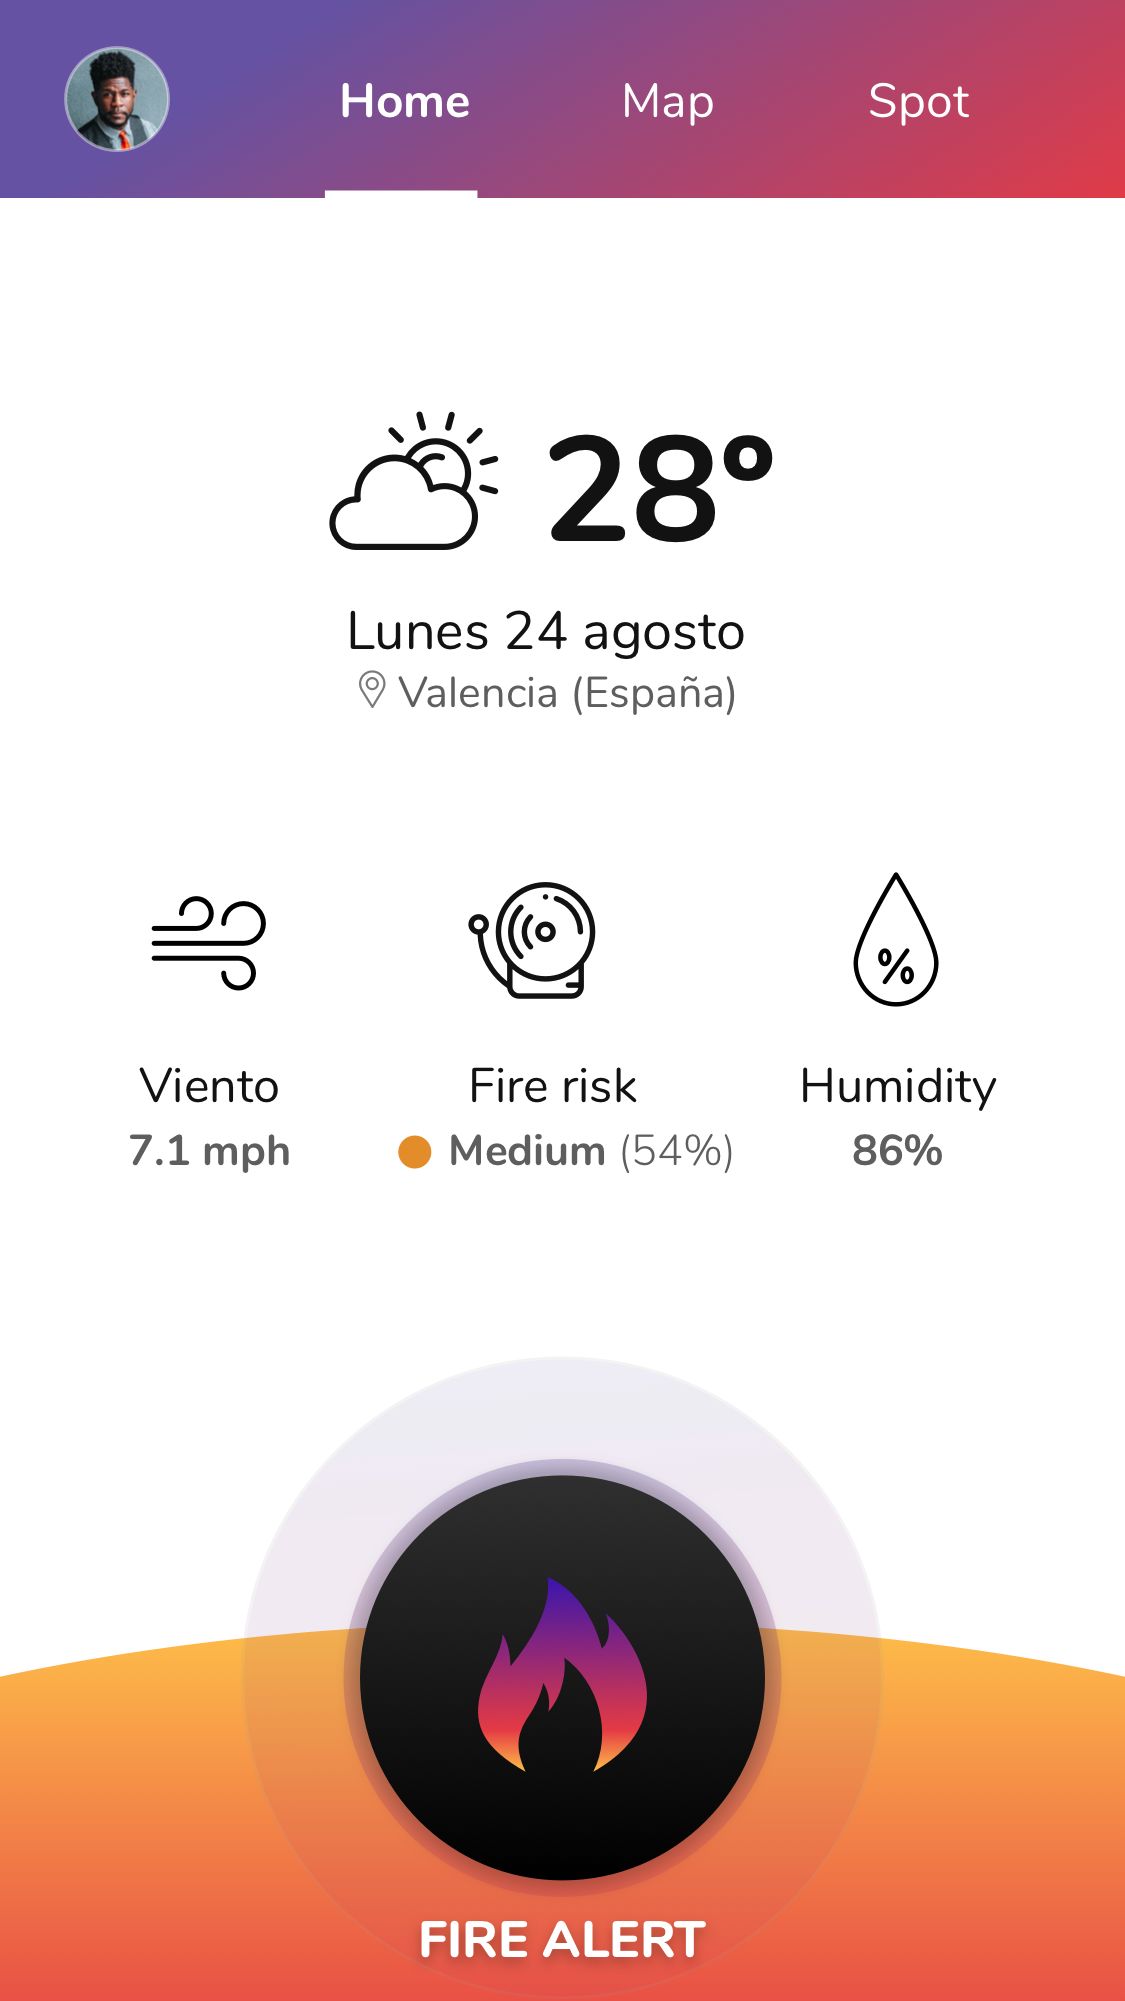 Home Map Spot
28°
Lunes 24 agosto
Valencia (España)
Viento Fire risk Humidity
7.1 mph Medium (54%) 86%
%
FIRE ALERT